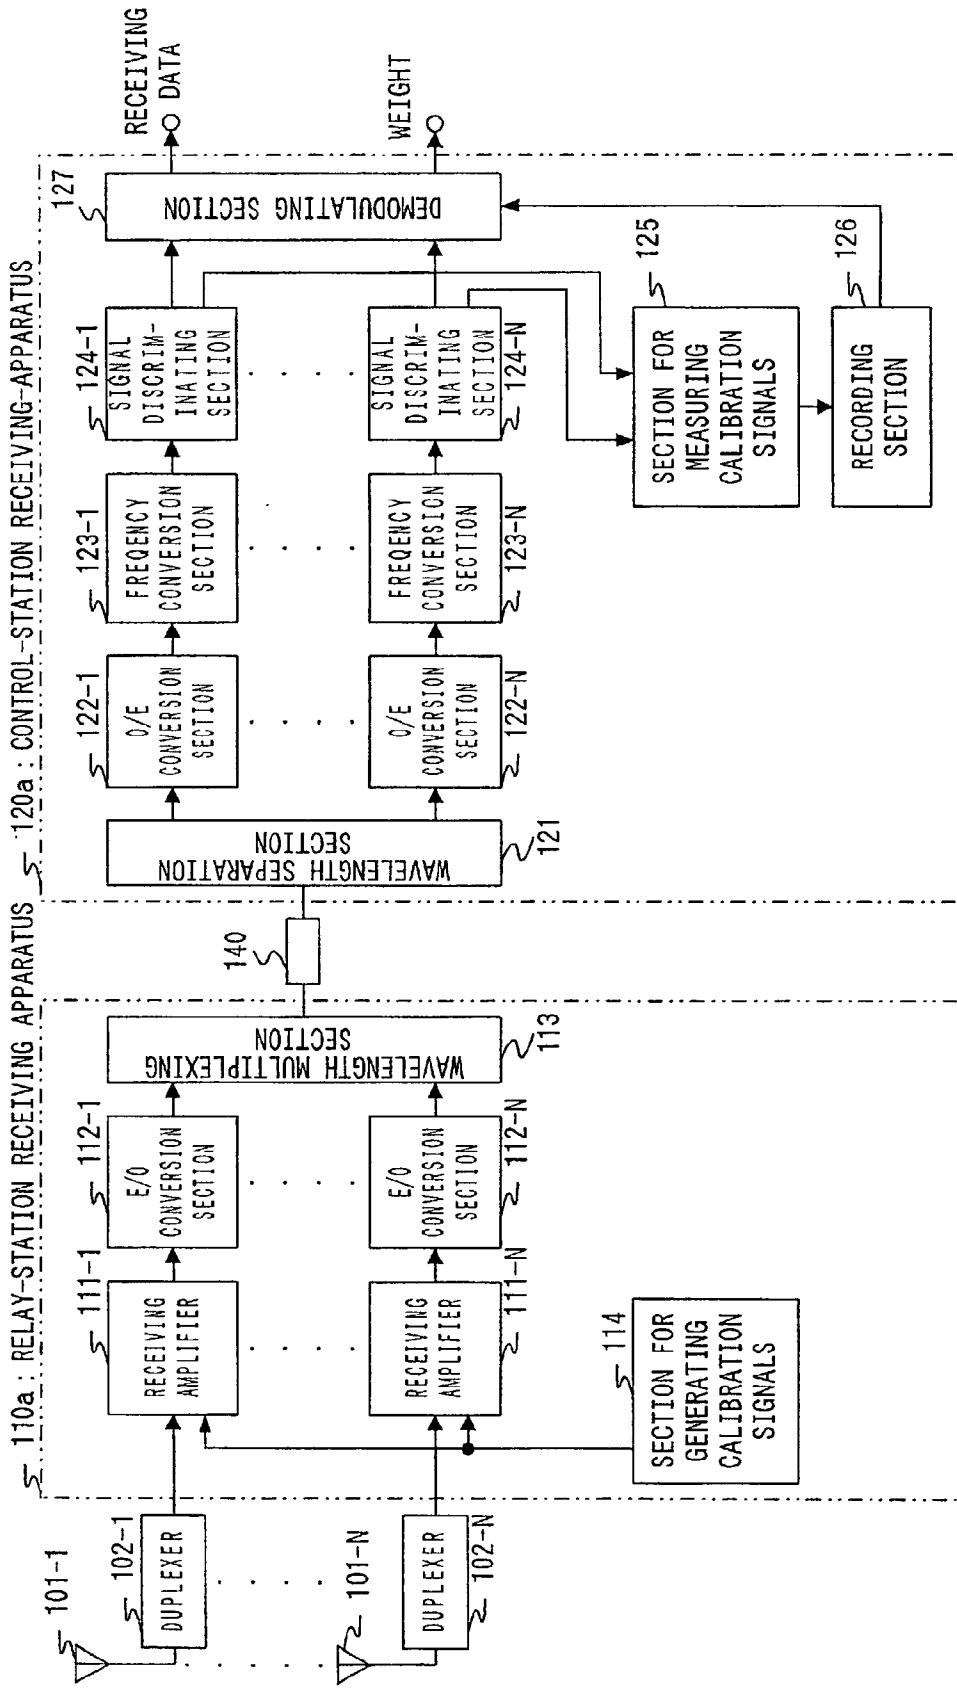 110a : RELAY-STATION RECEIVING APPARATUS
120a : CONTROL-STATION RECEIVING-APPARATUS
101-1
102-1
DUPLEXER
101-N
DUPLEXER
102-N
111-1
RECEIVING
AMPLIFIER
RECEIVING
AMPLIFIER
111-N
112-1
E/O
CONVERSION
SECTION
E/O
CONVERSION
SECTION
112-N
WAVELENGTH MULTIPLEXING
SECTION
113
114
SECTION FOR
GENERATING
CALIBRATION
SIGNALS
140
WAVELENGTH SEPARATION
SECTION
121
122-1
O/E
CONVERSION
SECTION
O/E
CONVERSION
SECTION
122-N
123-1
FREQENCY
CONVERSION
SECTION
FREQENCY
CONVERSION
SECTION
123-N
124-1
SIGNAL
DISCRIM-
INATING
SECTION
SIGNAL
DISCRIM-
INATING
SECTION
124-N
127
DEMODULATING SECTION
RECEIVING
DATA
WEIGHT
125
SECTION FOR
MEASURING
CALIBRATION
SIGNALS
126
RECORDING
SECTION